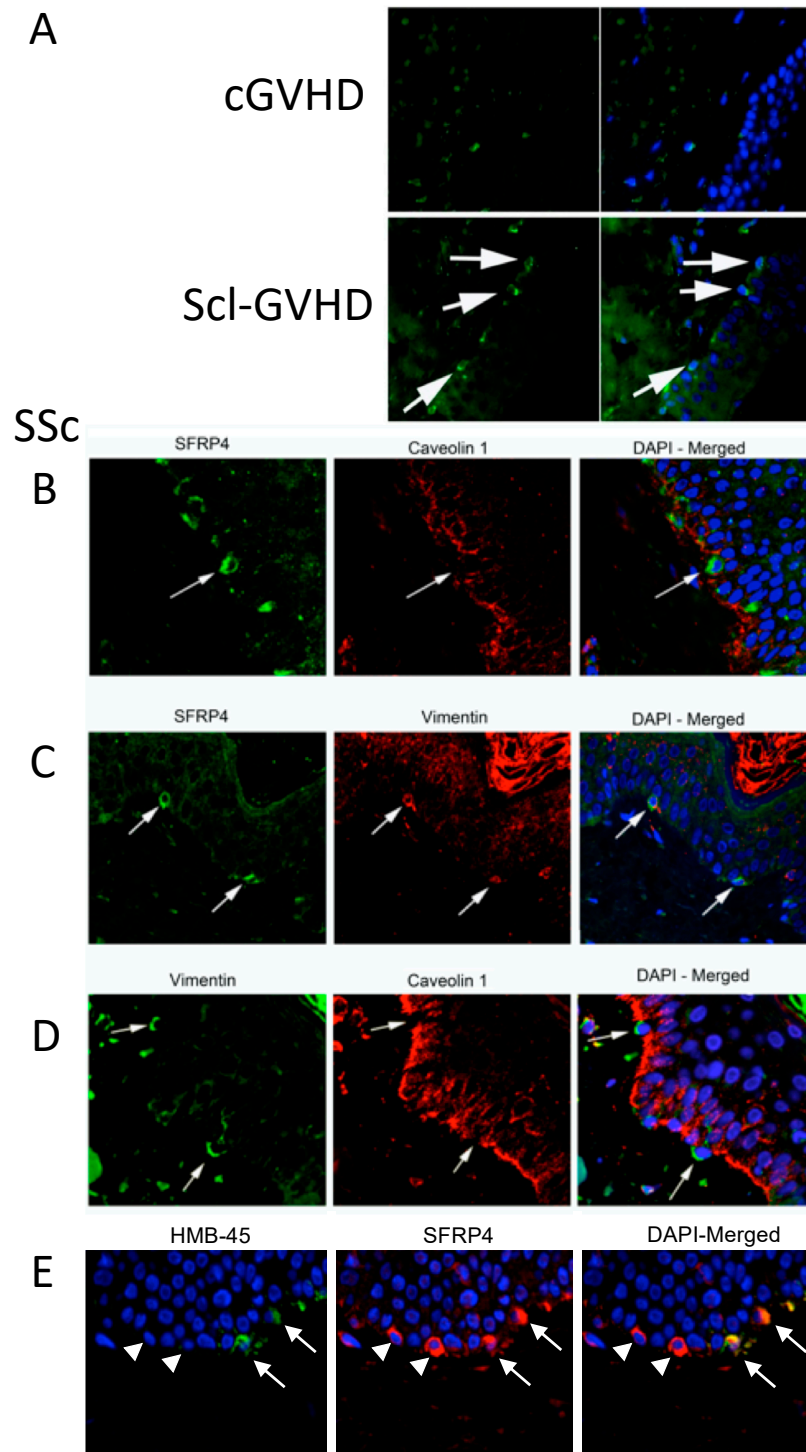 A
cGVHD
Scl-GVHD
SSc
SFRP4 Caveolin 1 DAPI - Merged
B
SFRP4 Vimentin DAPI - Merged
C
Vimentin Caveolin 1 DAPI - Merged
D
HMB-45 SFRP4 DAPI-Merged
E